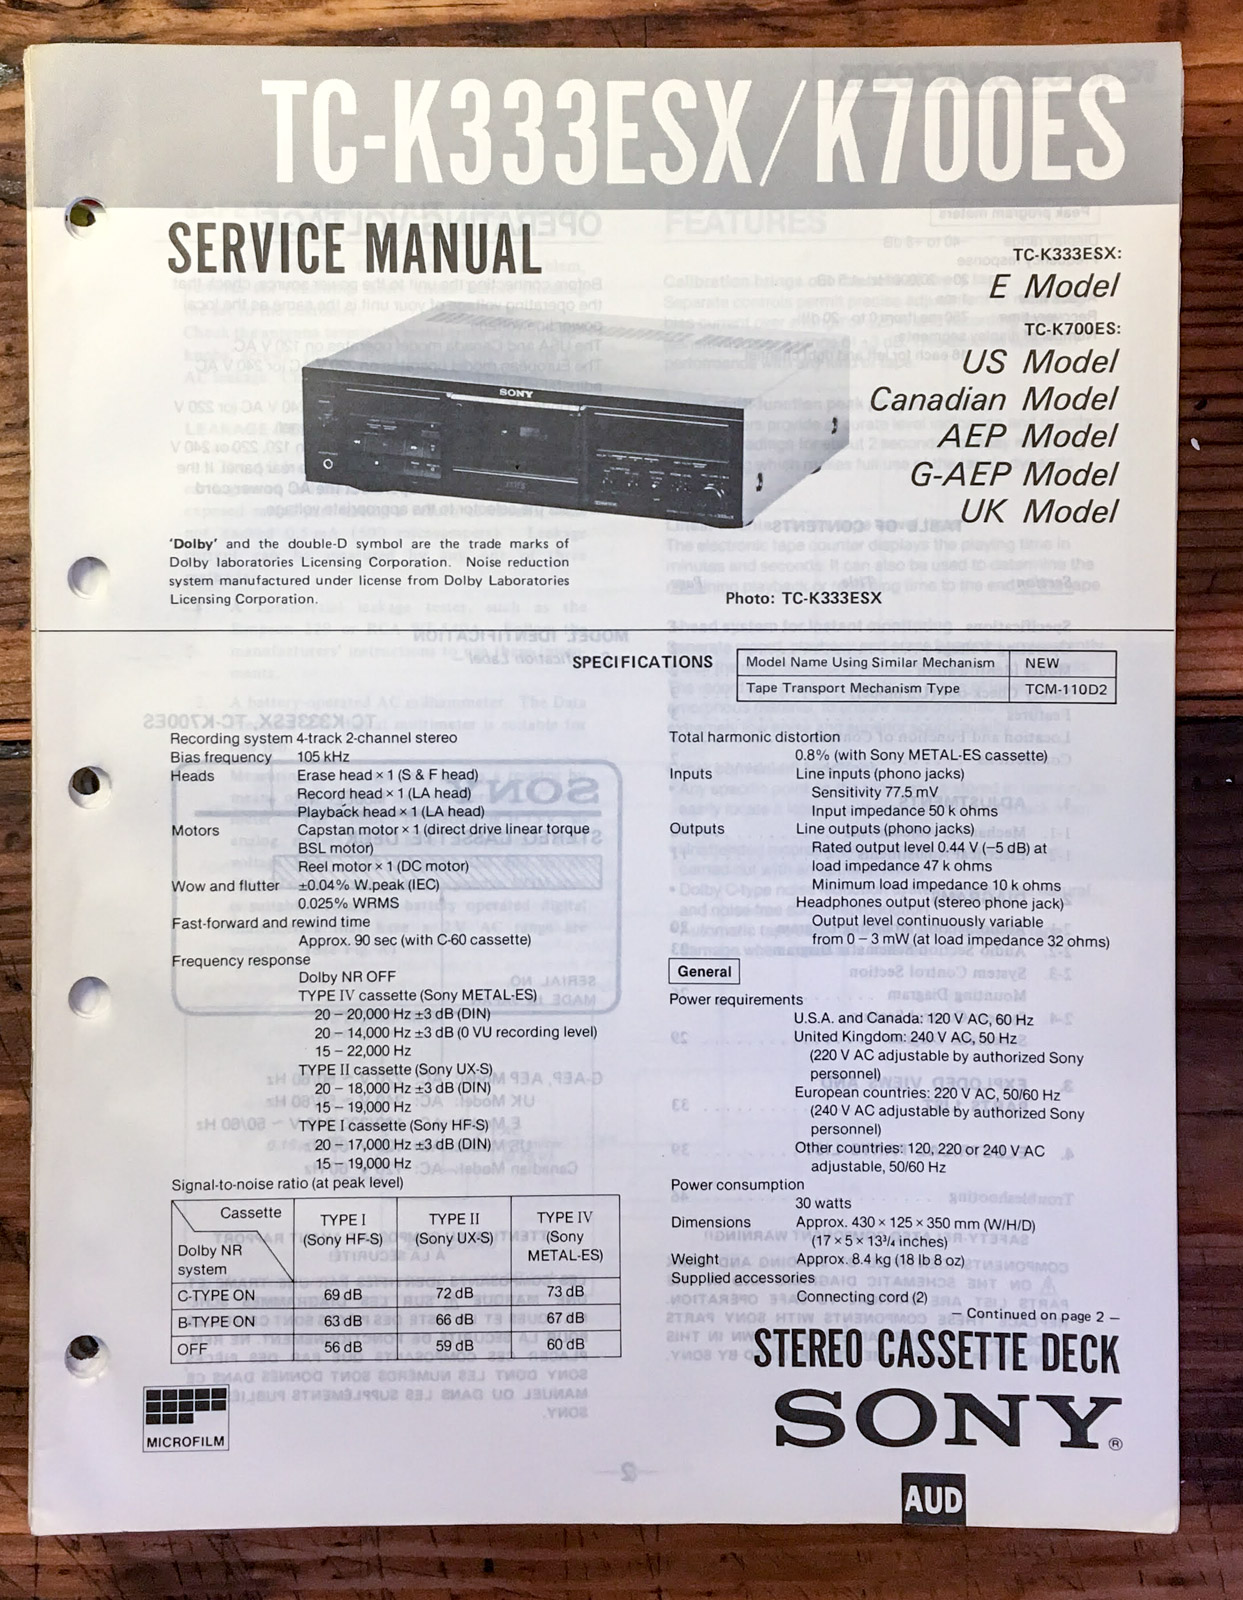 TC-K333ESX/K700ES
SERVICE MANUAL
TC-K333ESX:
E Model
TC-K700ES:
US Model
Canadian Model
AEP Model
G-AEP Model
UK Model
SONY
'Dolby' and the double-D symbol are the trade marks of
Dolby laboratories Licensing Corporation. Noise reduction
system manufactured under license from Dolby Laboratories
Licensing Corporation.
Photo: TC-K333ESX
SPECIFICATIONS
Model Name Using Similar Mechanism NEW
Tape Transport Mechanism Type TCM-110D2
Recording system 4-track 2-channel stereo
Bias frequency 105 kHz
Heads Erase head × 1 (S & F head)
Record head × 1 (LA head)
Playback head × 1 (LA head)
Motors Capstan motor × 1 (direct drive linear torque
BSL motor)
Reel motor × 1 (DC motor)
Wow and flutter ±0.04% W.peak (IEC)
0.025% WRMS
Fast-forward and rewind time
Approx. 90 sec (with C-60 cassette)
Frequency response
Dolby NR OFF
TYPE IV cassette (Sony METAL-ES)
20 – 20,000 Hz ±3 dB (DIN)
20 – 14,000 Hz ±3 dB (0 VU recording level)
15 – 22,000 Hz
TYPE II cassette (Sony UX-S)
20 – 18,000 Hz ±3 dB (DIN)
15 – 19,000 Hz
TYPE I cassette (Sony HF-S)
20 – 17,000 Hz ±3 dB (DIN)
15 – 19,000 Hz
Signal-to-noise ratio (at peak level)
Cassette TYPE I TYPE II TYPE IV
(Sony HF-S) (Sony UX-S) (Sony
Dolby NR METAL-ES)
system
C-TYPE ON 69 dB 72 dB 73 dB
B-TYPE ON 63 dB 66 dB 67 dB
OFF 56 dB 59 dB 60 dB
MICROFILM
Total harmonic distortion
0.8% (with Sony METAL-ES cassette)
Inputs Line inputs (phono jacks)
Sensitivity 77.5 mV
Input impedance 50 k ohms
Outputs Line outputs (phono jacks)
Rated output level 0.44 V (–5 dB) at
load impedance 47 k ohms
Minimum load impedance 10 k ohms
Headphones output (stereo phone jack)
Output level continuously variable
from 0 – 3 mW (at load impedance 32 ohms)
General
Power requirements
U.S.A. and Canada: 120 V AC, 60 Hz
United Kingdom: 240 V AC, 50 Hz
(220 V AC adjustable by authorized Sony
personnel)
European countries: 220 V AC, 50/60 Hz
(240 V AC adjustable by authorized Sony
personnel)
Other countries: 120, 220 or 240 V AC
adjustable, 50/60 Hz
Power consumption
30 watts
Dimensions Approx. 430 × 125 × 350 mm (W/H/D)
(17 × 5 × 13 3/4 inches)
Weight Approx. 8.4 kg (18 lb 8 oz)
Supplied accessories
Connecting cord (2)
— Continued on page 2 —
STEREO CASSETTE DECK
SONY®
AUD